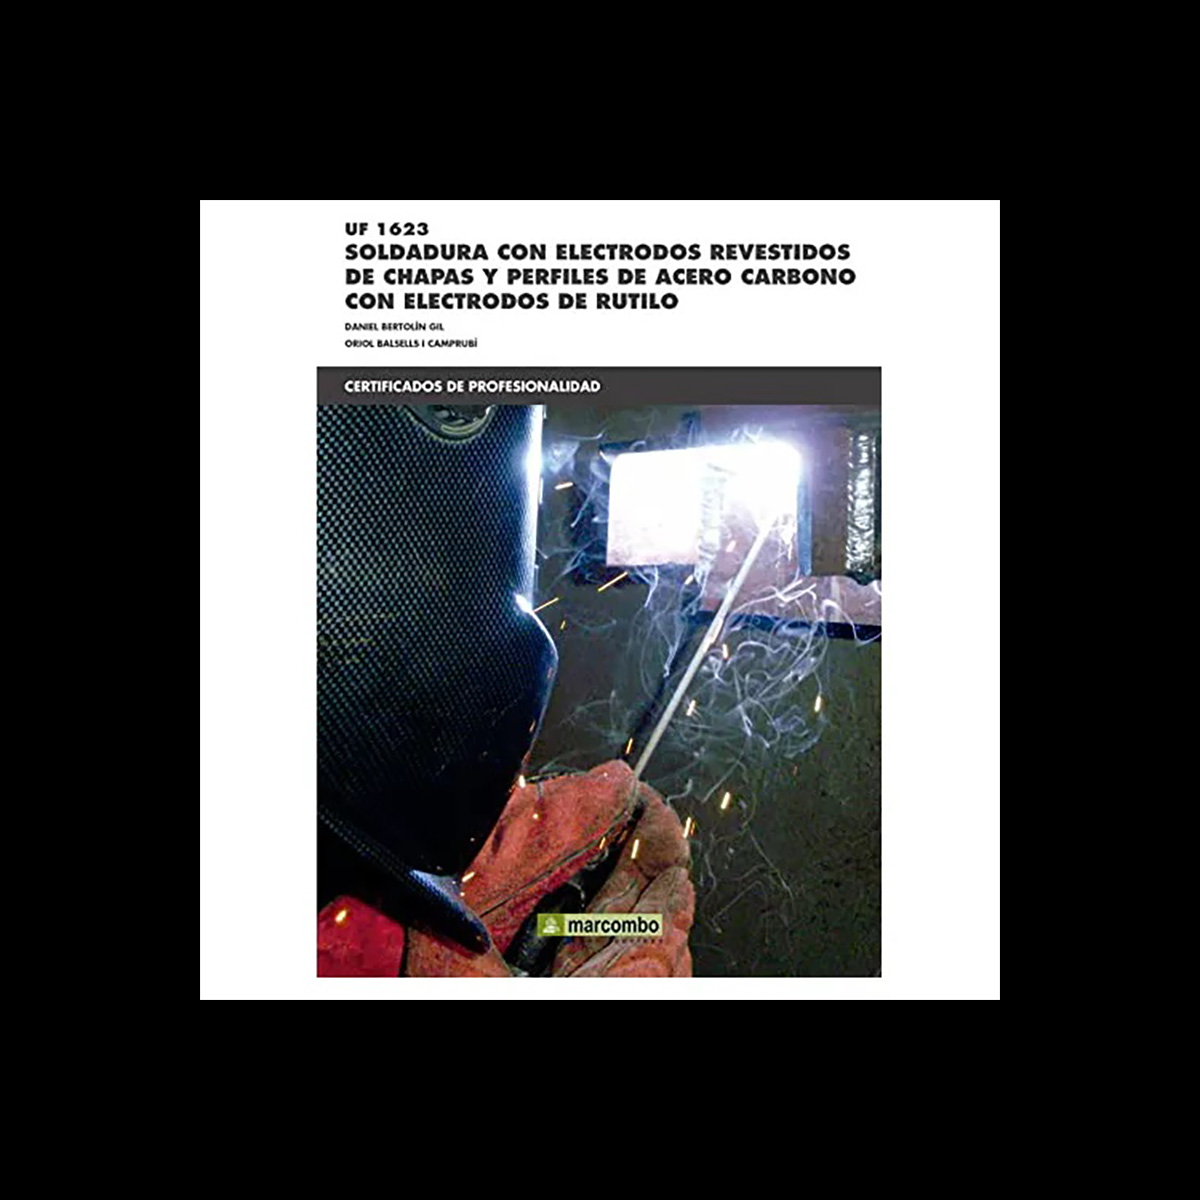 UF 1623
SOLDADURA CON ELECTRODOS REVESTIDOS
DE CHAPAS Y PERFILES DE ACERO CARBONO
CON ELECTRODOS DE RUTILO
DANIEL BERTOLÍN GIL
ORIOL BALSELLS I CAMPRUBÍ
CERTIFICADOS DE PROFESIONALIDAD
marcombo